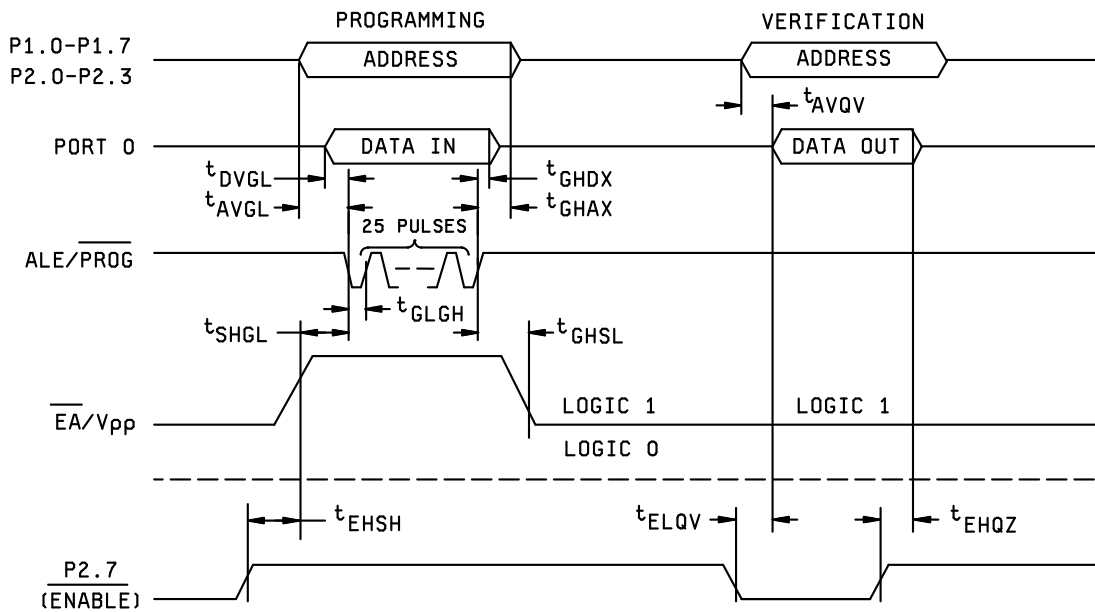 PROGRAMMING
VERIFICATION
P1.0-P1.7
P2.0-P2.3
ADDRESS
ADDRESS
tAVQV
PORT 0
DATA IN
DATA OUT
tDVGL
tGHDX
tAVGL
tGHAX
25 PULSES
ALE/PROG
tGLGH
tSHGL
tGHSL
EA/Vpp
LOGIC 1
LOGIC 1
LOGIC 0
tEHSH
tELQV
tEHQZ
P2.7
(ENABLE)